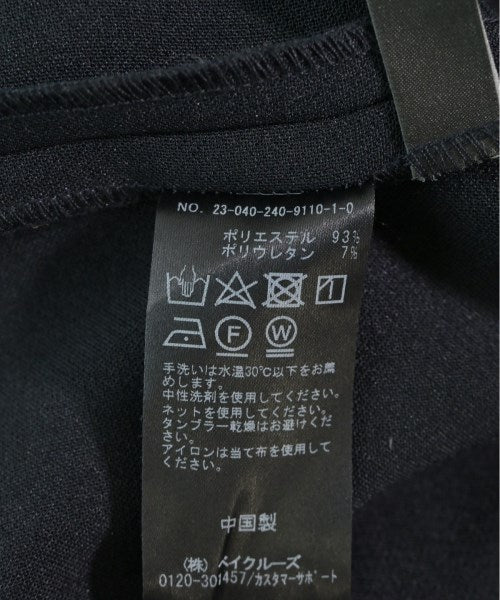 NO. 23-040-240-9110-1-0
ポリエステル 93%
ポリウレタン 7%
F W
手洗いは水温30℃以下をお薦
めします。
中性洗剤を使用してください。
ネットを使用してください。
タンブラー乾燥はお避けくだ
さい。
アイロンは当て布を使用して
ください。
中国製
(株) ベイクルーズ
0120-301457/カスタマーサポート